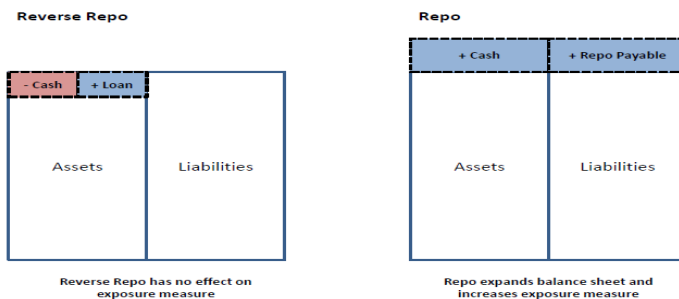 Reverse Repo
- Cash
+ Loan
Assets
Liabilities
Reverse Repo has no effect on
exposure measure
Repo
+ Cash
+ Repo Payable
Assets
Liabilities
Repo expands balance sheet and
increases exposure measure